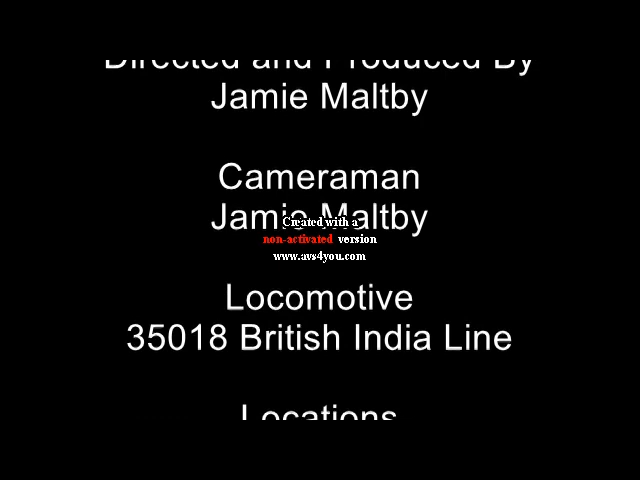 Directed and Produced By
Jamie Maltby
Cameraman
Jamie Maltby
Created with a
non-activated version
www.avs4you.com
Locomotive
35018 British India Line
Locations